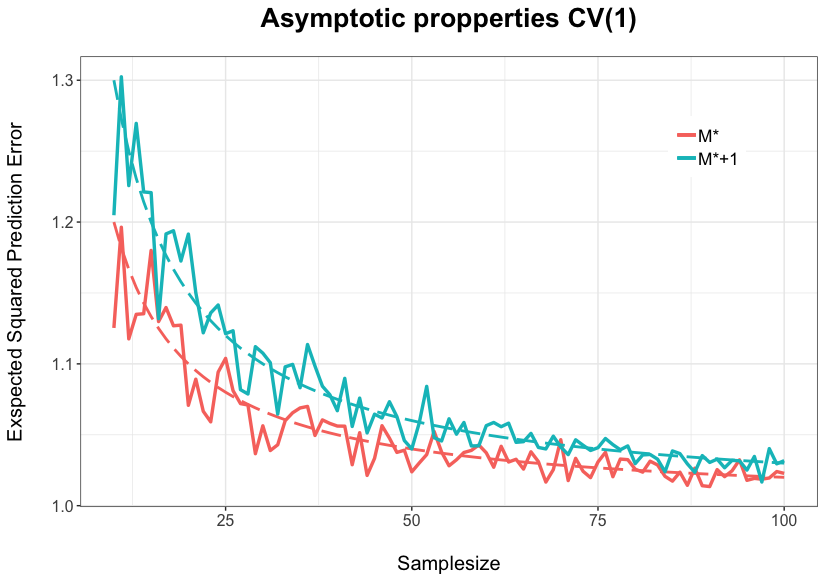 Asymptotic propperties CV(1)
Exspected Squared Prediction Error
1.3
1.2
1.1
1.0
M*
M*+1
25
50
75
100
Samplesize